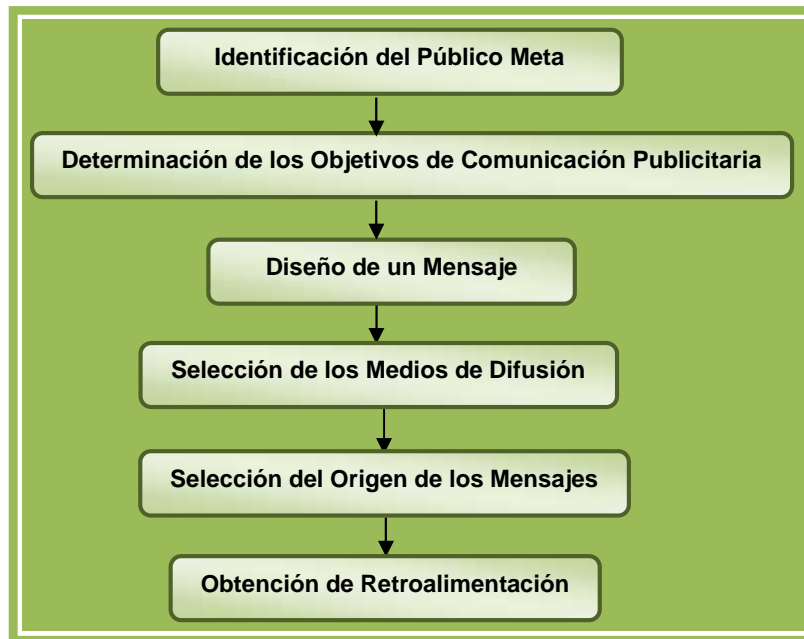 Identificación del Público Meta
Determinación de los Objetivos de Comunicación Publicitaria
Diseño de un Mensaje
Selección de los Medios de Difusión
Selección del Origen de los Mensajes
Obtención de Retroalimentación